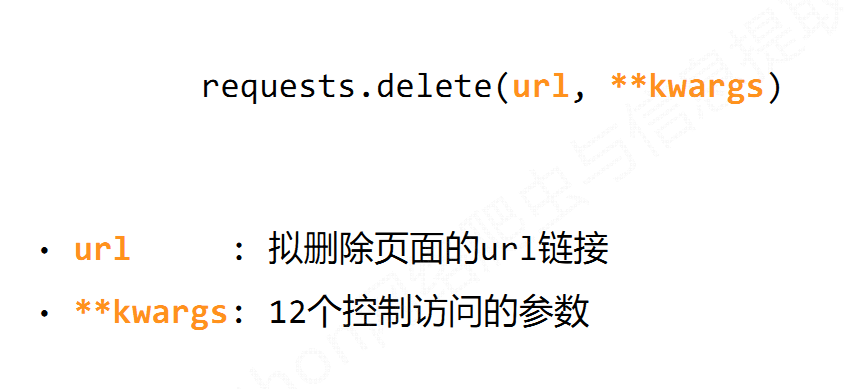 requests.delete(url, **kwargs)
• url : 拟删除页面的url链接
• **kwargs: 12个控制访问的参数